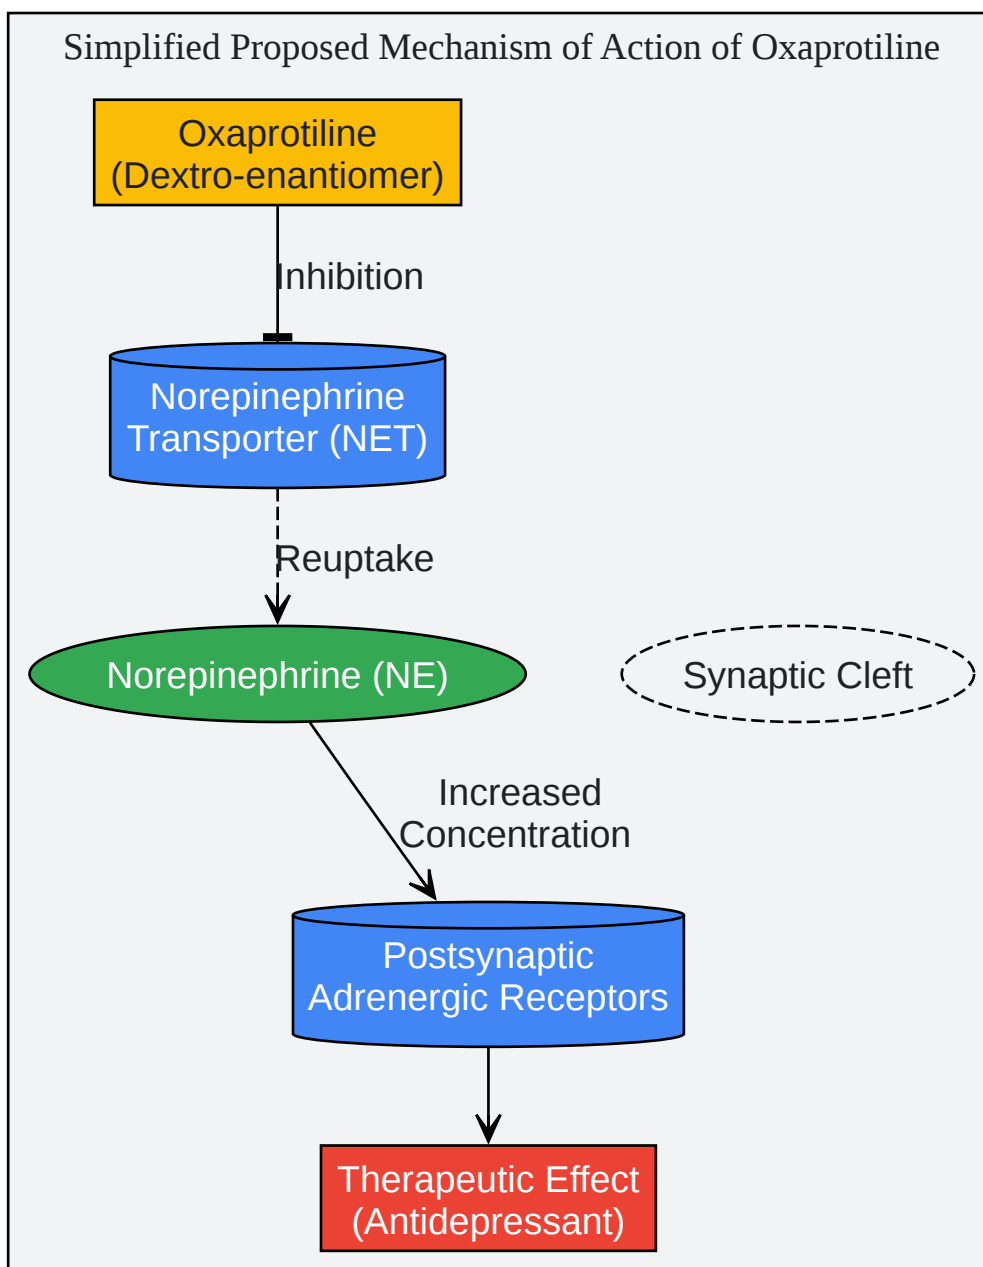 Simplified Proposed Mechanism of Action of Oxaprotiline
Oxaprotiline
(Dextro-enantiomer)
Inhibition
Norepinephrine
Transporter (NET)
Reuptake
Norepinephrine (NE)
Synaptic Cleft
Increased
Concentration
Postsynaptic
Adrenergic Receptors
Therapeutic Effect
(Antidepressant)